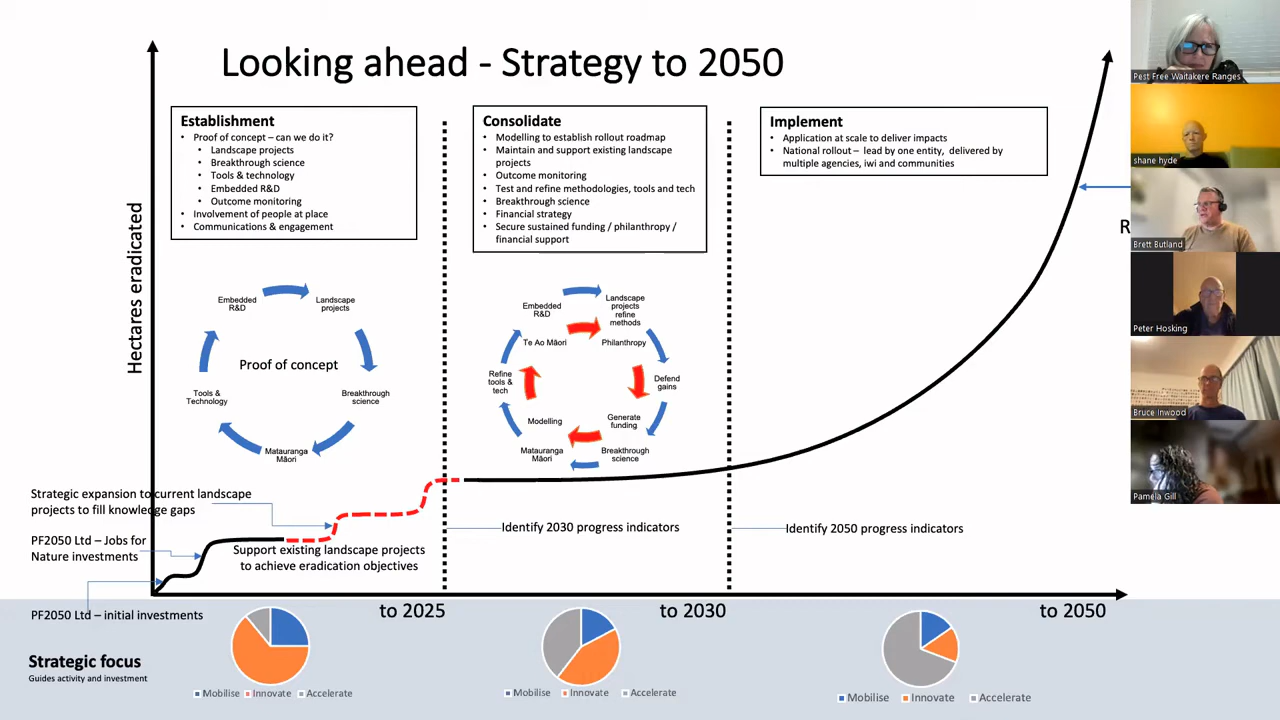 Looking ahead - Strategy to 2050
Establishment
• Proof of concept – can we do it?
• Landscape projects
• Breakthrough science
• Tools & technology
• Embedded R&D
• Outcome monitoring
• Involvement of people at place
• Communications & engagement
Consolidate
• Modelling to establish rollout roadmap
• Maintain and support existing landscape
projects
• Outcome monitoring
• Test and refine methodologies, tools and tech
• Breakthrough science
• Financial strategy
• Secure sustained funding / philanthropy /
financial support
Implement
• Application at scale to deliver impacts
• National rollout – lead by one entity, delivered by
multiple agencies, iwi and communities
Hectares eradicated
Embedded
R&D
Landscape
projects
Proof of concept
Tools &
Technology
Breakthrough
science
Matauranga
Māori
Embedded
R&D
Landscape
projects
refine
methods
Te Ao Māori
Philanthropy
Refine
tools &
tech
Defend
gains
Modelling
Generate
funding
Matauranga
Māori
Breakthrough
science
Strategic expansion to current landscape
projects to fill knowledge gaps
PF2050 Ltd – Jobs for
Nature investments
Support existing landscape projects
to achieve eradication objectives
Identify 2030 progress indicators
Identify 2050 progress indicators
R
PF2050 Ltd – initial investments
to 2025
to 2030
to 2050
Strategic focus
Guides activity and investment
Mobilise Innovate Accelerate
Mobilise Innovate Accelerate
Mobilise Innovate Accelerate
Pest Free Waitakere Ranges
shane hyde
Brett Butland
Peter Hosking
Bruce Inwood
Pamela Gill